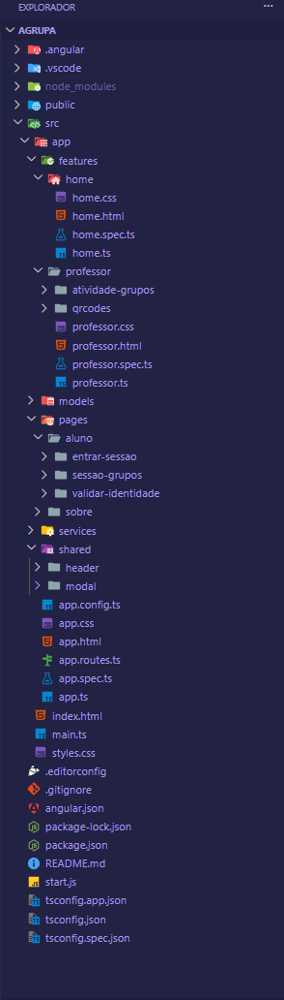 EXPLORADOR ...
AGRUPA
.angular
.vscode
node_modules
public
src
app
features
home
home.css
home.html
home.spec.ts
home.ts
professor
atividade-grupos
qrcodes
professor.css
professor.html
professor.spec.ts
professor.ts
models
pages
aluno
entrar-sessao
sessao-grupos
validar-identidade
sobre
services
shared
header
modal
app.config.ts
app.css
app.html
app.routes.ts
app.spec.ts
app.ts
index.html
main.ts
styles.css
.editorconfig
.gitignore
angular.json
package-lock.json
package.json
README.md
start.js
tsconfig.app.json
tsconfig.json
tsconfig.spec.json